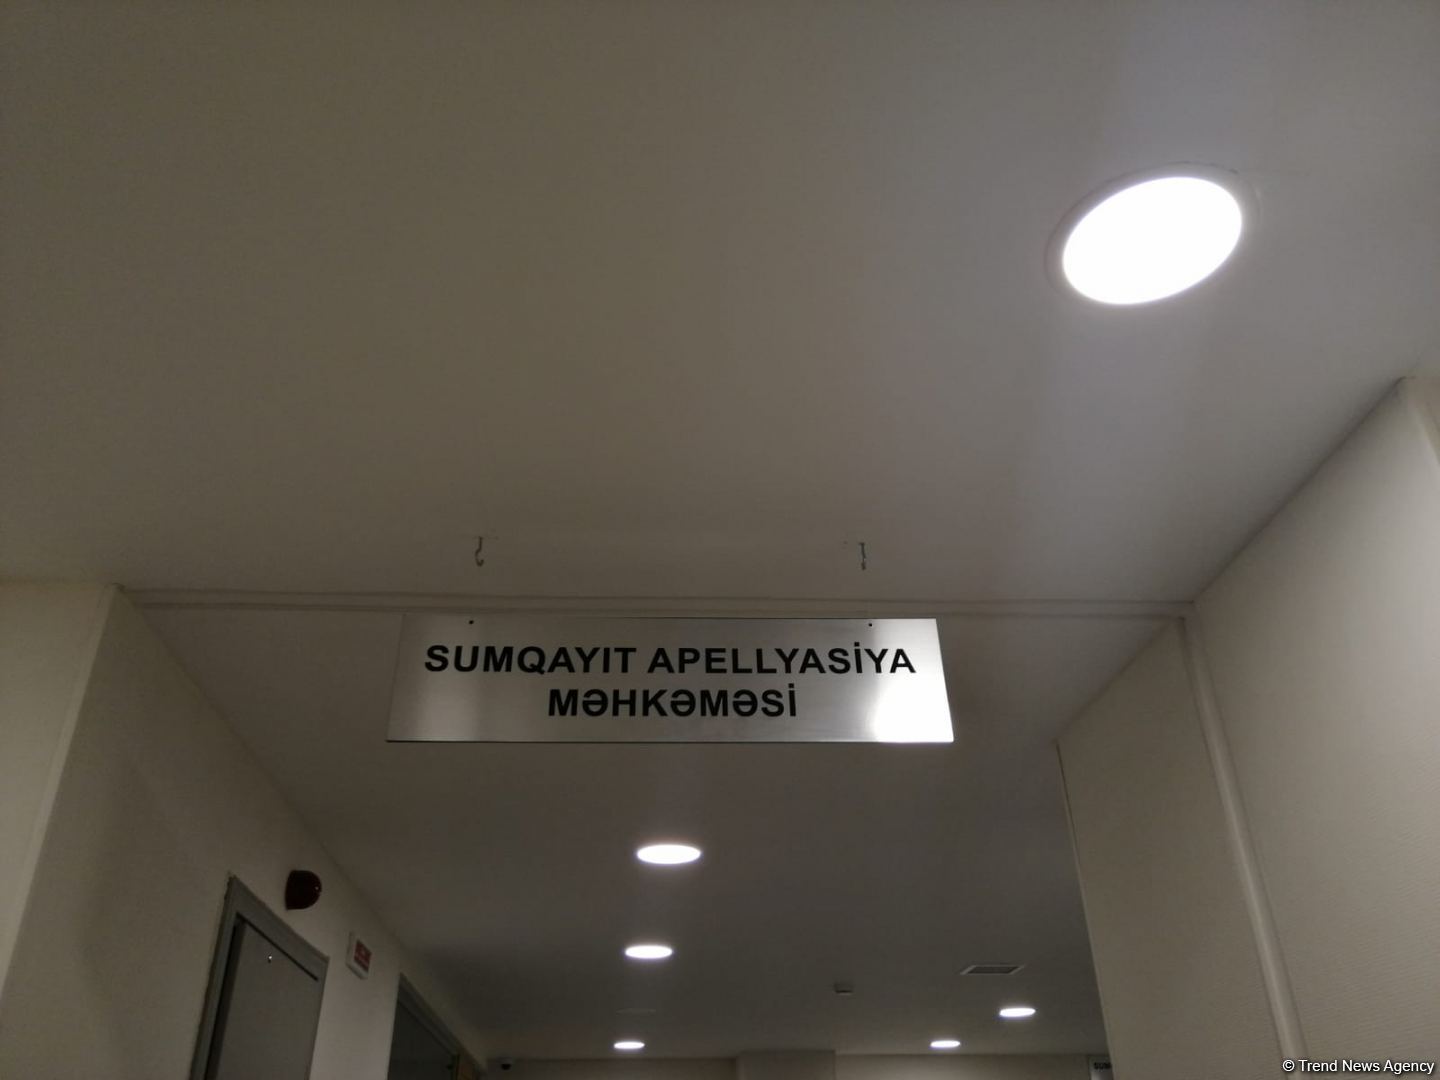 SUMQAYIT APELLYASİYA
MƏHKƏMƏSİ
© Trend News Agency